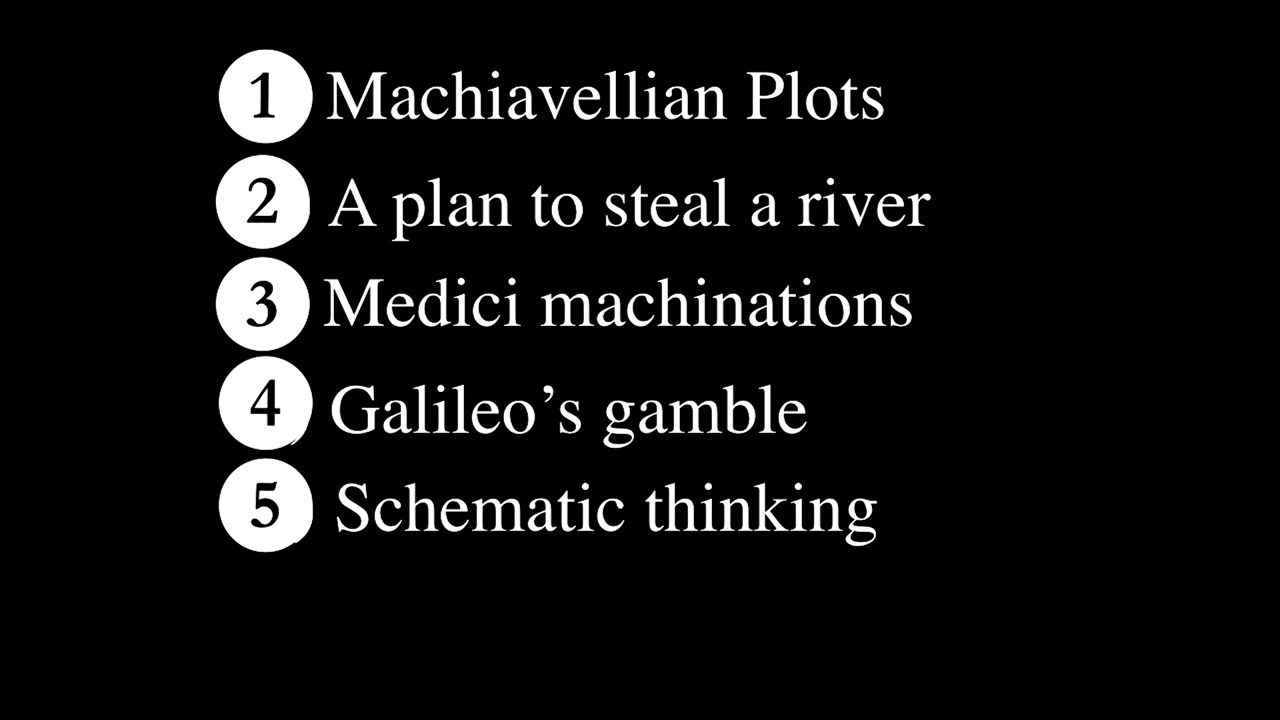 1 Machiavellian Plots
2 A plan to steal a river
3 Medici machinations
4 Galileo’s gamble
5 Schematic thinking